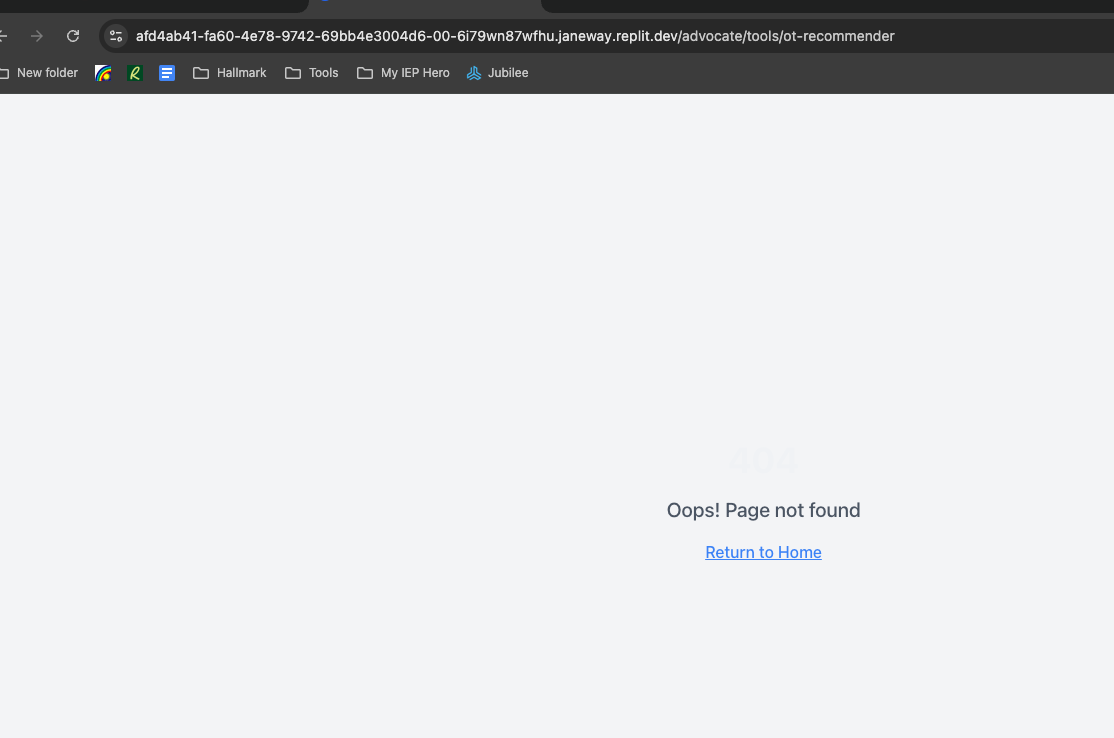 afd4ab41-fa60-4e78-9742-69bb4e3004d6-00-6i79wn87wfhu.janeway.replit.dev/advocate/tools/ot-recommender
New folder Hallmark Tools My IEP Hero Jubilee
404
Oops! Page not found
Return to Home